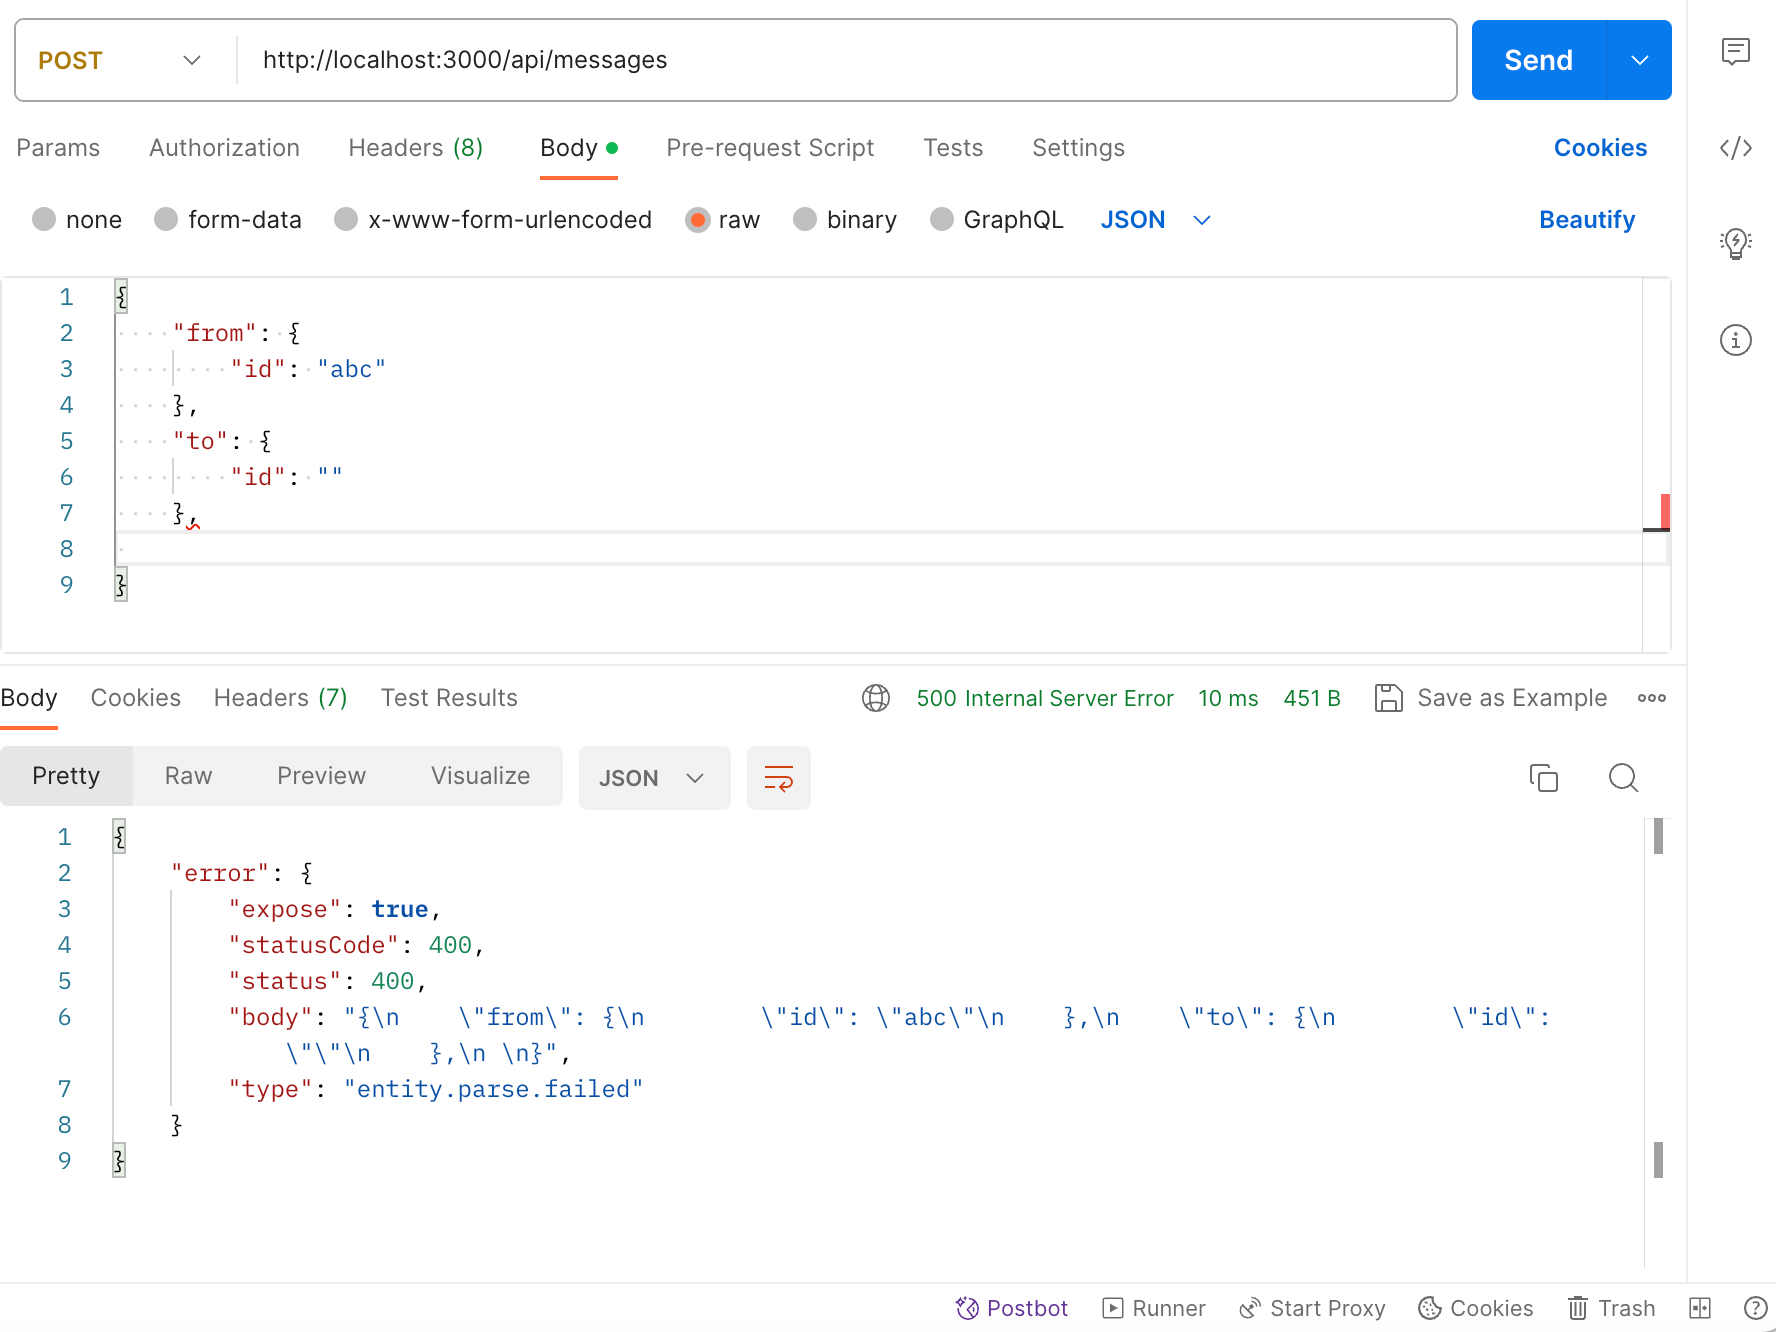 POST http://localhost:3000/api/messages Send
Params Authorization Headers (8) Body Pre-request Script Tests Settings Cookies
none form-data x-www-form-urlencoded raw binary GraphQL JSON Beautify
1 {
2 "from": {
3 "id": "abc"
4 },
5 "to": {
6 "id": ""
7 },
8
9 }
Body Cookies Headers (7) Test Results 500 Internal Server Error 10 ms 451 B Save as Example
Pretty Raw Preview Visualize JSON
1 {
2 "error": {
3 "expose": true,
4 "statusCode": 400,
5 "status": 400,
6 "body": "{\n    \"from\": {\n        \"id\": \"abc\"\n    },\n    \"to\": {\n        \"id\":
\"\"\n    },\n \n}",
7 "type": "entity.parse.failed"
8 }
9 }
Postbot Runner Start Proxy Cookies Trash